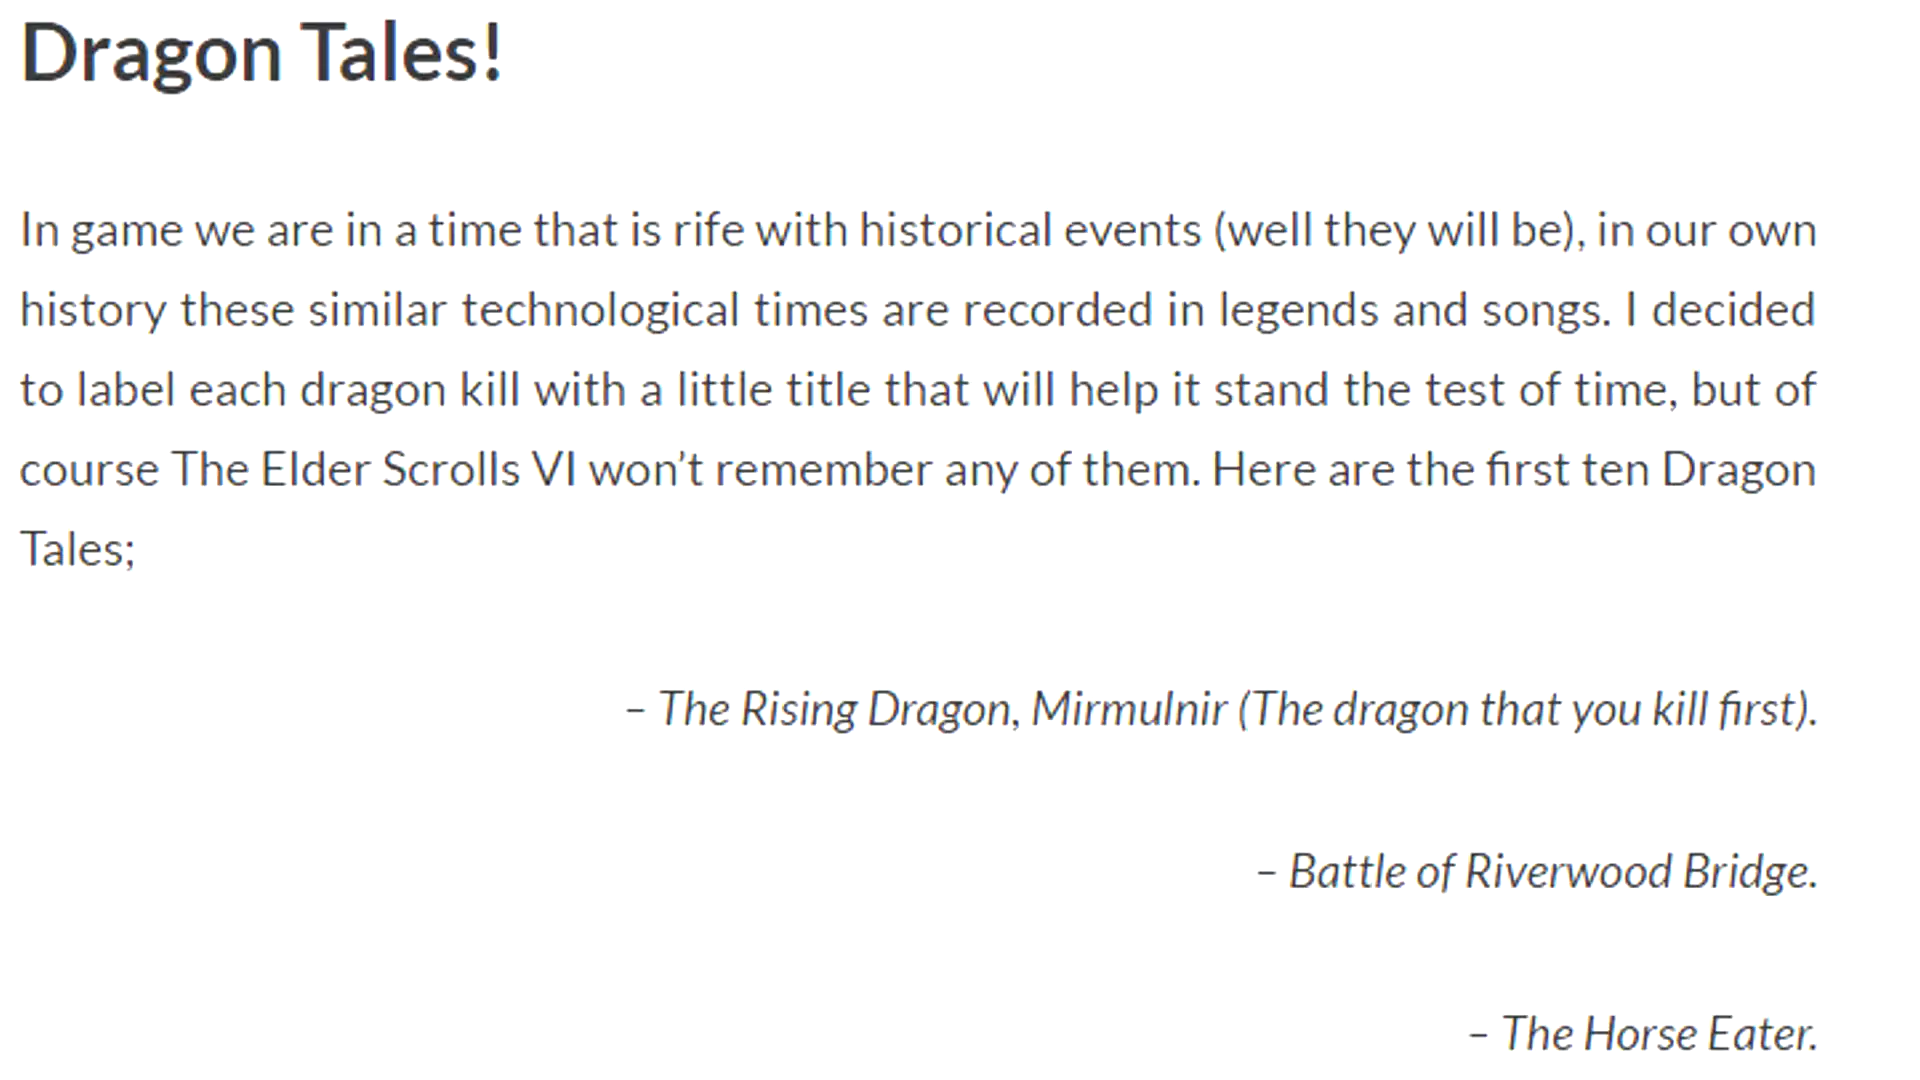 Dragon Tales!
In game we are in a time that is rife with historical events (well they will be), in our own
history these similar technological times are recorded in legends and songs. I decided
to label each dragon kill with a little title that will help it stand the test of time, but of
course The Elder Scrolls VI won’t remember any of them. Here are the first ten Dragon
Tales;
– The Rising Dragon, Mirmulnir (The dragon that you kill first).
– Battle of Riverwood Bridge.
– The Horse Eater.